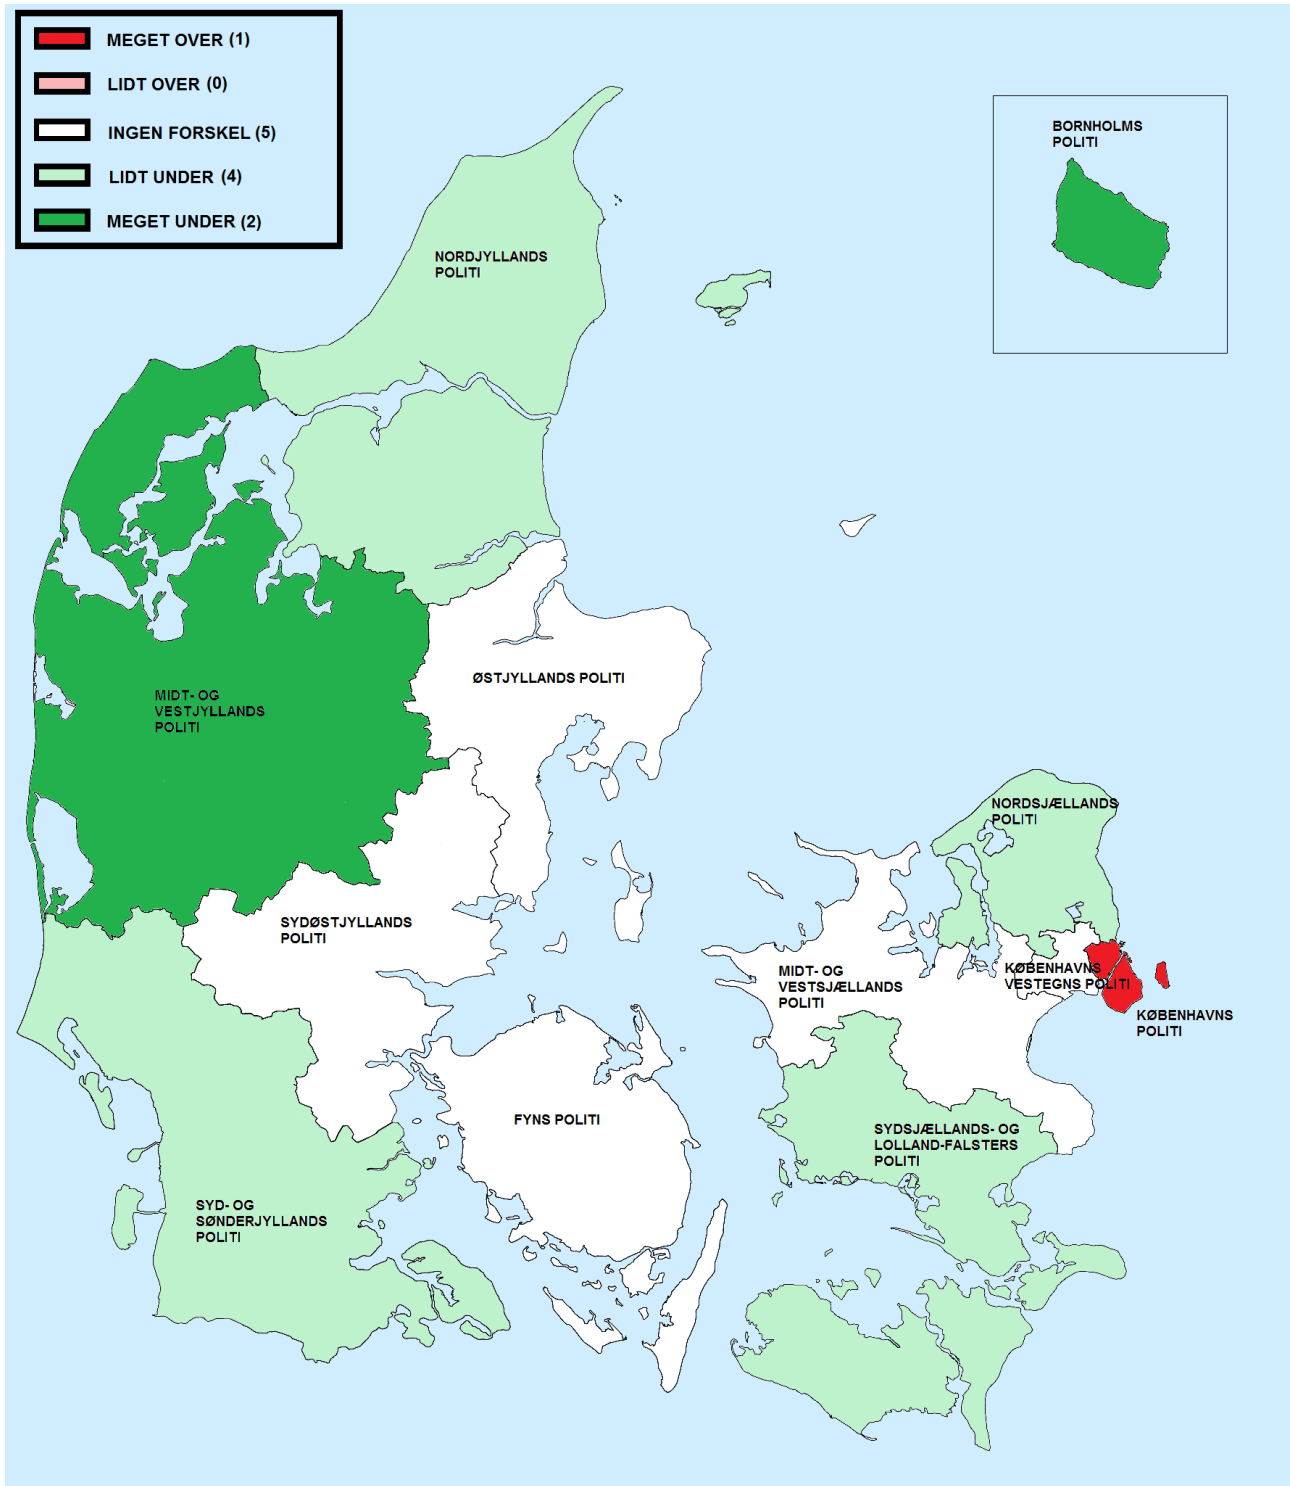 MEGET OVER (1)
LIDT OVER (0)
INGEN FORSKEL (5)
LIDT UNDER (4)
MEGET UNDER (2)
BORNHOLMS
POLITI
NORDJYLLANDS
POLITI
ØSTJYLLANDS POLITI
MIDT- OG
VESTJYLLANDS
POLITI
NORDSJÆLLANDS
POLITI
SYDØSTJYLLANDS
POLITI
MIDT- OG
VESTSJÆLLANDS
POLITI
KØBENHAVNS
VESTEGNS POLITI
KØBENHAVNS
POLITI
FYNS POLITI
SYDSJÆLLANDS- OG
LOLLAND-FALSTERS
POLITI
SYD- OG
SØNDERJYLLANDS
POLITI